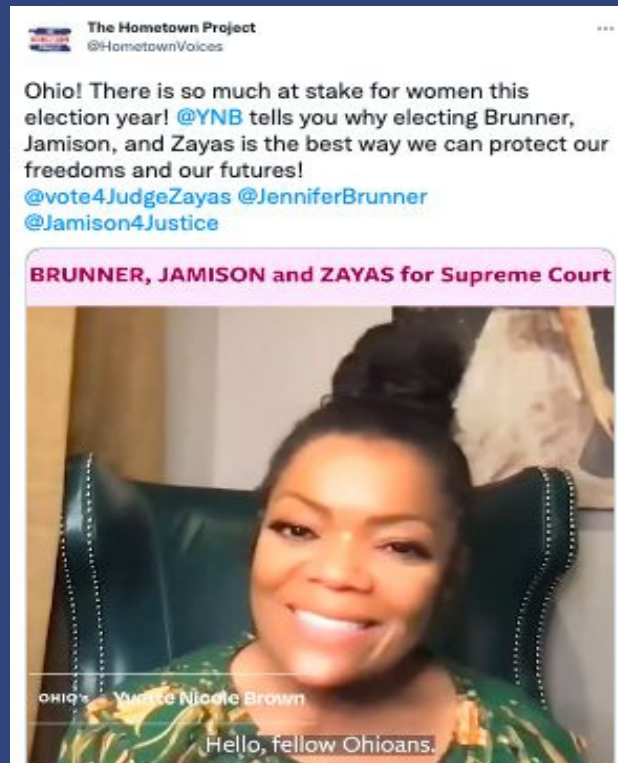 The Hometown Project
@HometownVoices
Ohio! There is so much at stake for women this
election year! @YNB tells you why electing Brunner,
Jamison, and Zayas is the best way we can protect our
freedoms and our futures!
@vote4JudgeZayas @JenniferBrunner
@Jamison4Justice
BRUNNER, JAMISON and ZAYAS for Supreme Court
OHIO's Yvette Nicole Brown
Hello, fellow Ohioans.